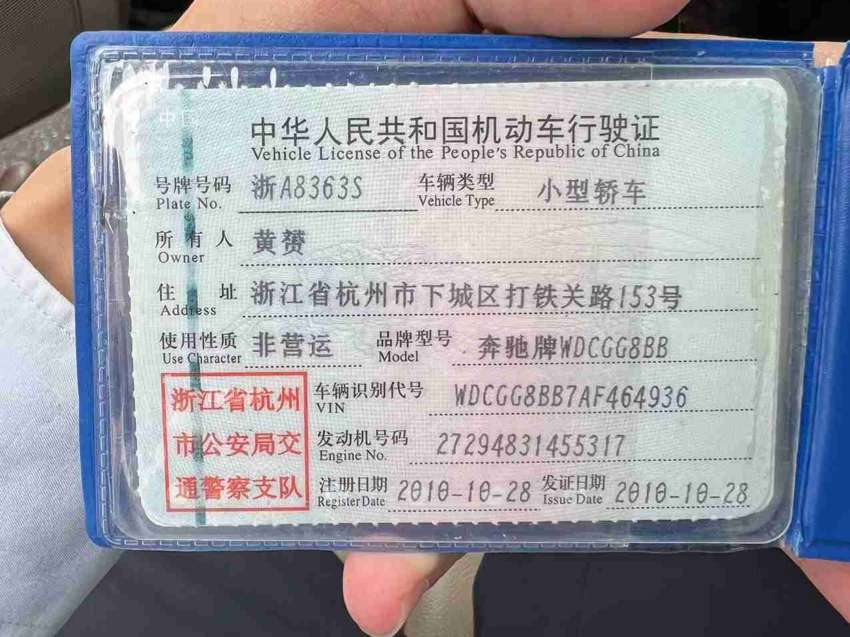 中华人民共和国机动车行驶证
Vehicle License of the People's Republic of China
号牌号码 浙A8363S 车辆类型 小型轿车
Plate No. Vehicle Type
所有人 黄赟
Owner
住址 浙江省杭州市下城区打铁关路153号
Address
使用性质 非营运 品牌型号 奔驰牌WDCGG8BB
Use Character Model
浙江省杭州 车辆识别代号 WDCGG8BB7AF464936
VIN
市公安局交 发动机号码 27294831455317
Engine No.
通警察支队 注册日期 2010-10-28 发证日期 2010-10-28
Register Date Issue Date